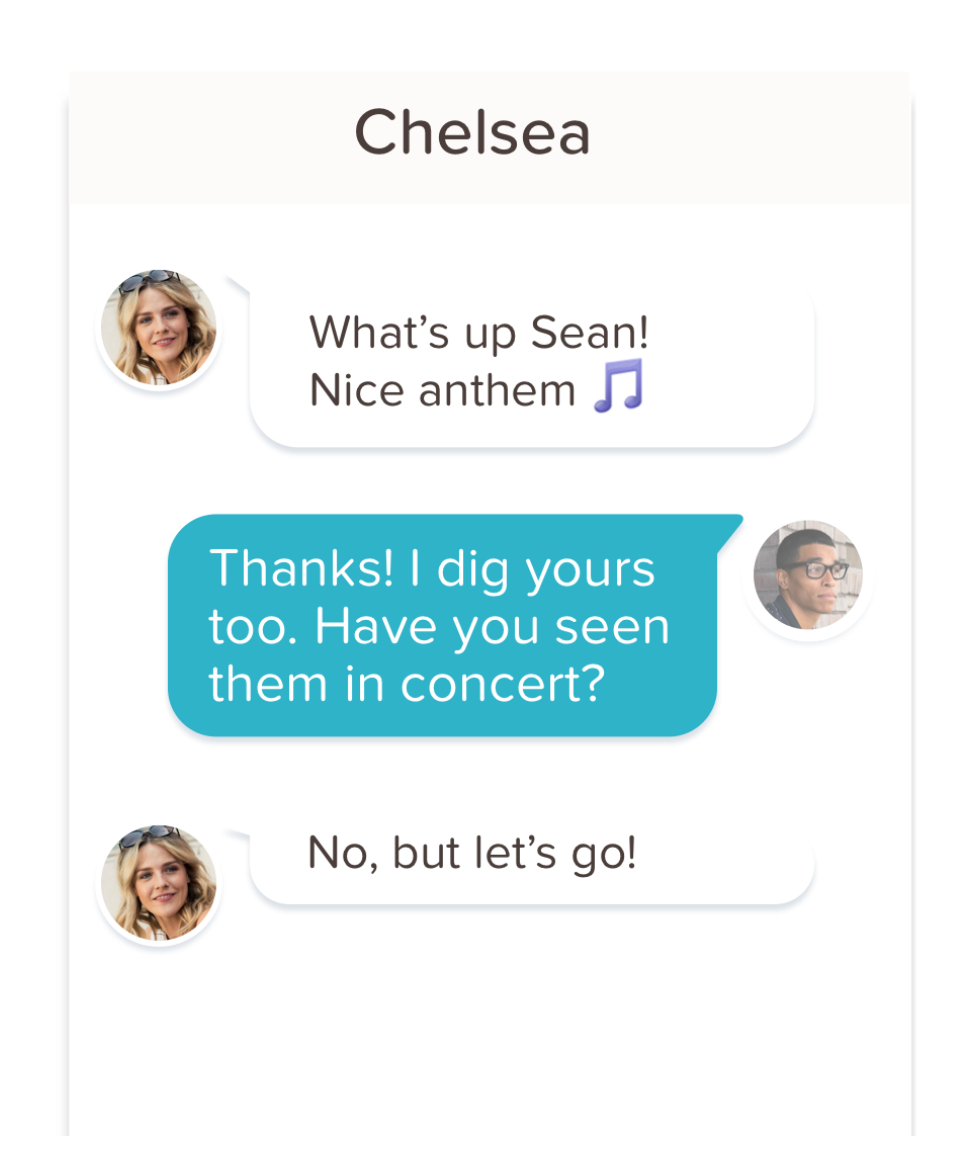 Chelsea
What’s up Sean!
Nice anthem 🎵
Thanks! I dig yours
too. Have you seen
them in concert?
No, but let’s go!